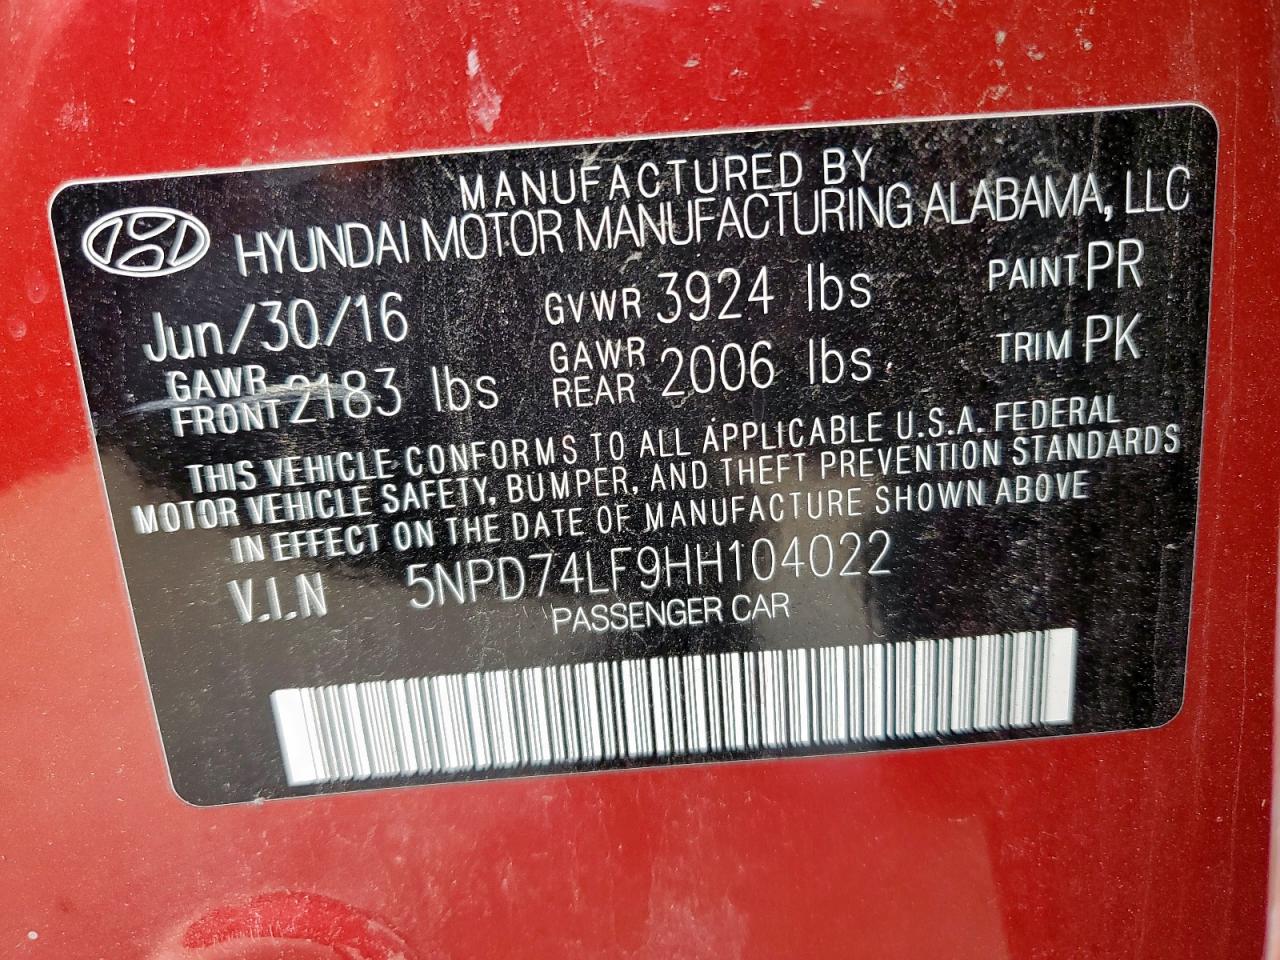 MANUFACTURED BY
HYUNDAI MOTOR MANUFACTURING ALABAMA, LLC
Jun/30/16 GVWR 3924 lbs PAINT PR
GAWR FRONT 2183 lbs GAWR REAR 2006 lbs TRIM PK
THIS VEHICLE CONFORMS TO ALL APPLICABLE U.S.A. FEDERAL
MOTOR VEHICLE SAFETY, BUMPER, AND THEFT PREVENTION STANDARDS
IN EFFECT ON THE DATE OF MANUFACTURE SHOWN ABOVE
V.I.N 5NPD74LF9HH104022
PASSENGER CAR